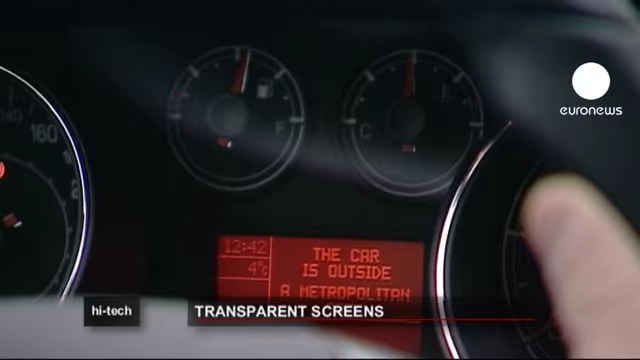 euronews
160
F
C
12:42
4°c
THE CAR
IS OUTSIDE
A METROPOLITAN
hi-tech
TRANSPARENT SCREENS